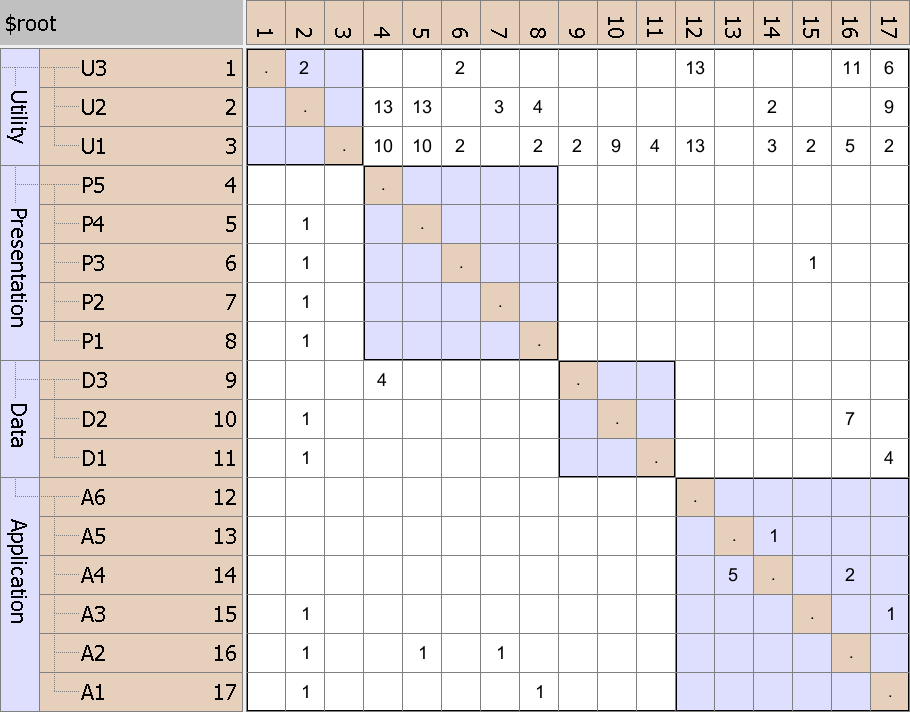 $root 1 2 3 4 5 6 7 8 9 10 11 12 13 14 15 16 17
Utility
U3 1 . 2 2 13 11 6
U2 2 . 13 13 3 4 2 9
U1 3 . 10 10 2 2 2 9 4 13 3 2 5 2
Presentation
P5 4 .
P4 5 1 .
P3 6 1 . 1
P2 7 1 .
P1 8 1 .
Data
D3 9 4 .
D2 10 1 . 7
D1 11 1 . 4
Application
A6 12 .
A5 13 . 1
A4 14 5 . 2
A3 15 1 . 1
A2 16 1 1 1 .
A1 17 1 1 .